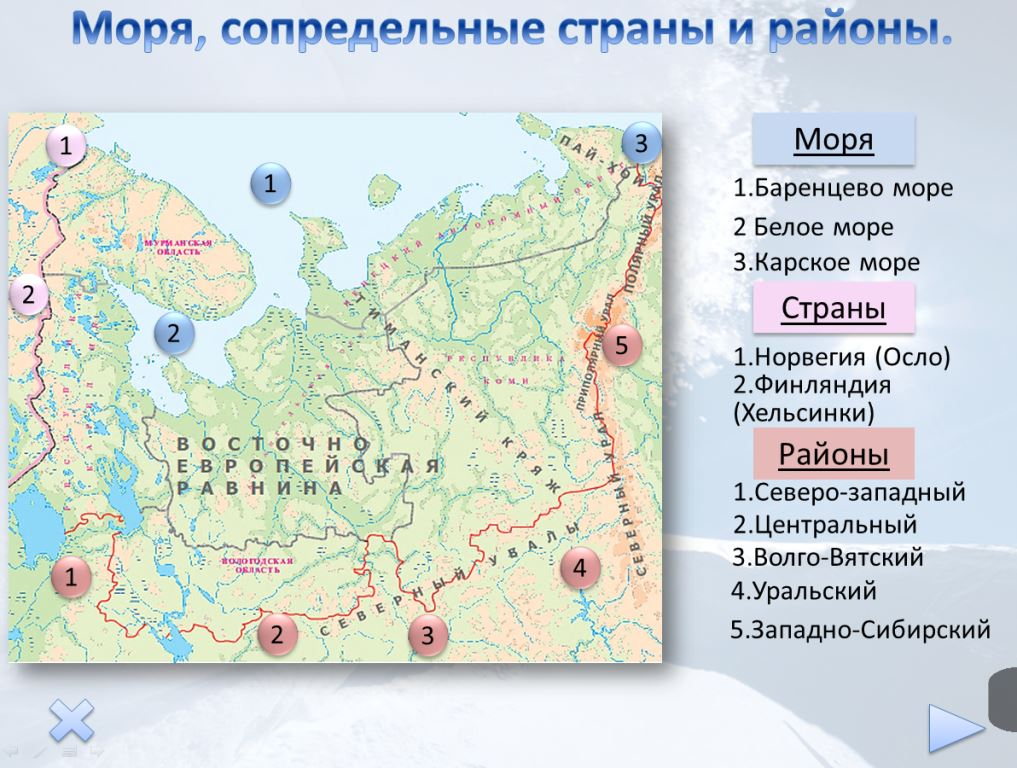 Моря, сопредельные страны и районы.
1
1
3
ПАЙ-ХОЙ
ПОЛЯРНЫЙ УРАЛ
МУРМАНСКАЯ
ОБЛАСТЬ
2
2
5
ПРИПОЛЯРНЫЙ УРАЛ
ТИМАНСКИЙ КРЯЖ
РЕСПУБЛИКА
КОМИ
ВОСТОЧНО
ЕВРОПЕЙСКАЯ
РАВНИНА
СЕВЕРНЫЙ УРАЛ
ВОЛОГОДСКАЯ
ОБЛАСТЬ
СЕВЕРНЫЙ УВАЛЫ
1
4
2
3
Моря
1.Баренцево море
2 Белое море
3.Карское море
Страны
1.Норвегия (Осло)
2.Финляндия
(Хельсинки)
Районы
1.Северо-западный
2.Центральный
3.Волго-Вятский
4.Уральский
5.Западно-Сибирский